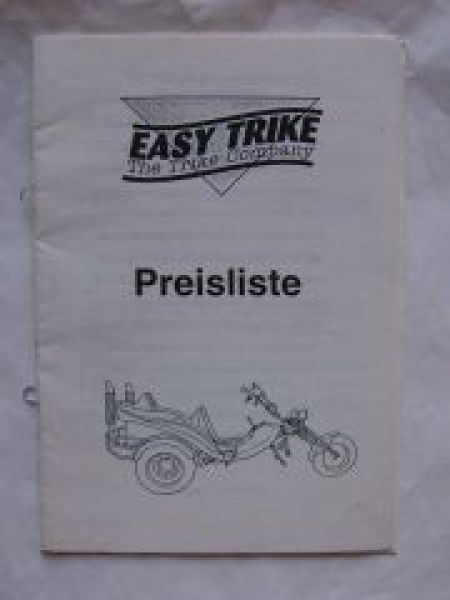 EASY TRIKE
The Trike Company
Preisliste